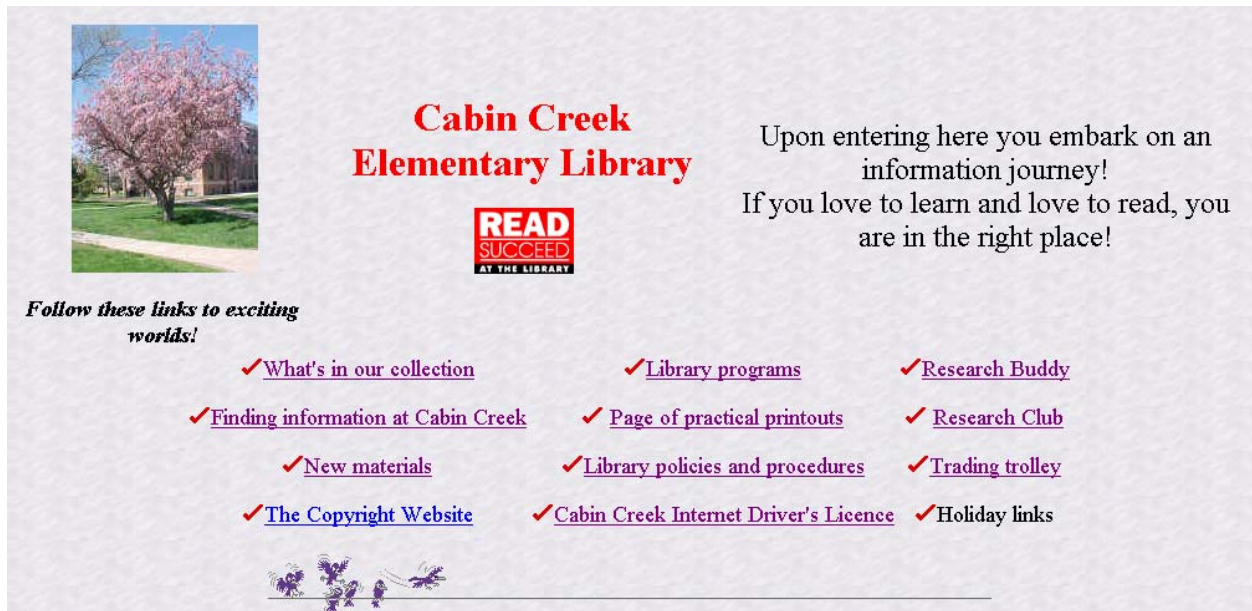 Cabin Creek
Elementary Library
READ
SUCCEED
AT THE LIBRARY
Upon entering here you embark on an
information journey!
If you love to learn and love to read, you
are in the right place!
Follow these links to exciting
worlds!
What's in our collection
Library programs
Research Buddy
Finding information at Cabin Creek
Page of practical printouts
Research Club
New materials
Library policies and procedures
Trading trolley
The Copyright Website
Cabin Creek Internet Driver's Licence
Holiday links